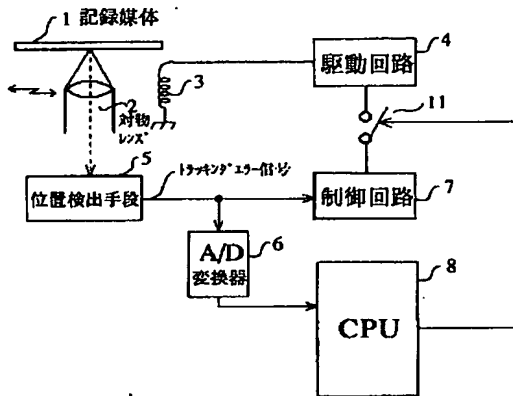 1 記録媒体
2
対物
レンズ
3
4
駆動回路
11
5
位置検出手段
トラッキングエラー信号
制御回路
7
6
A/D
変換器
8
CPU